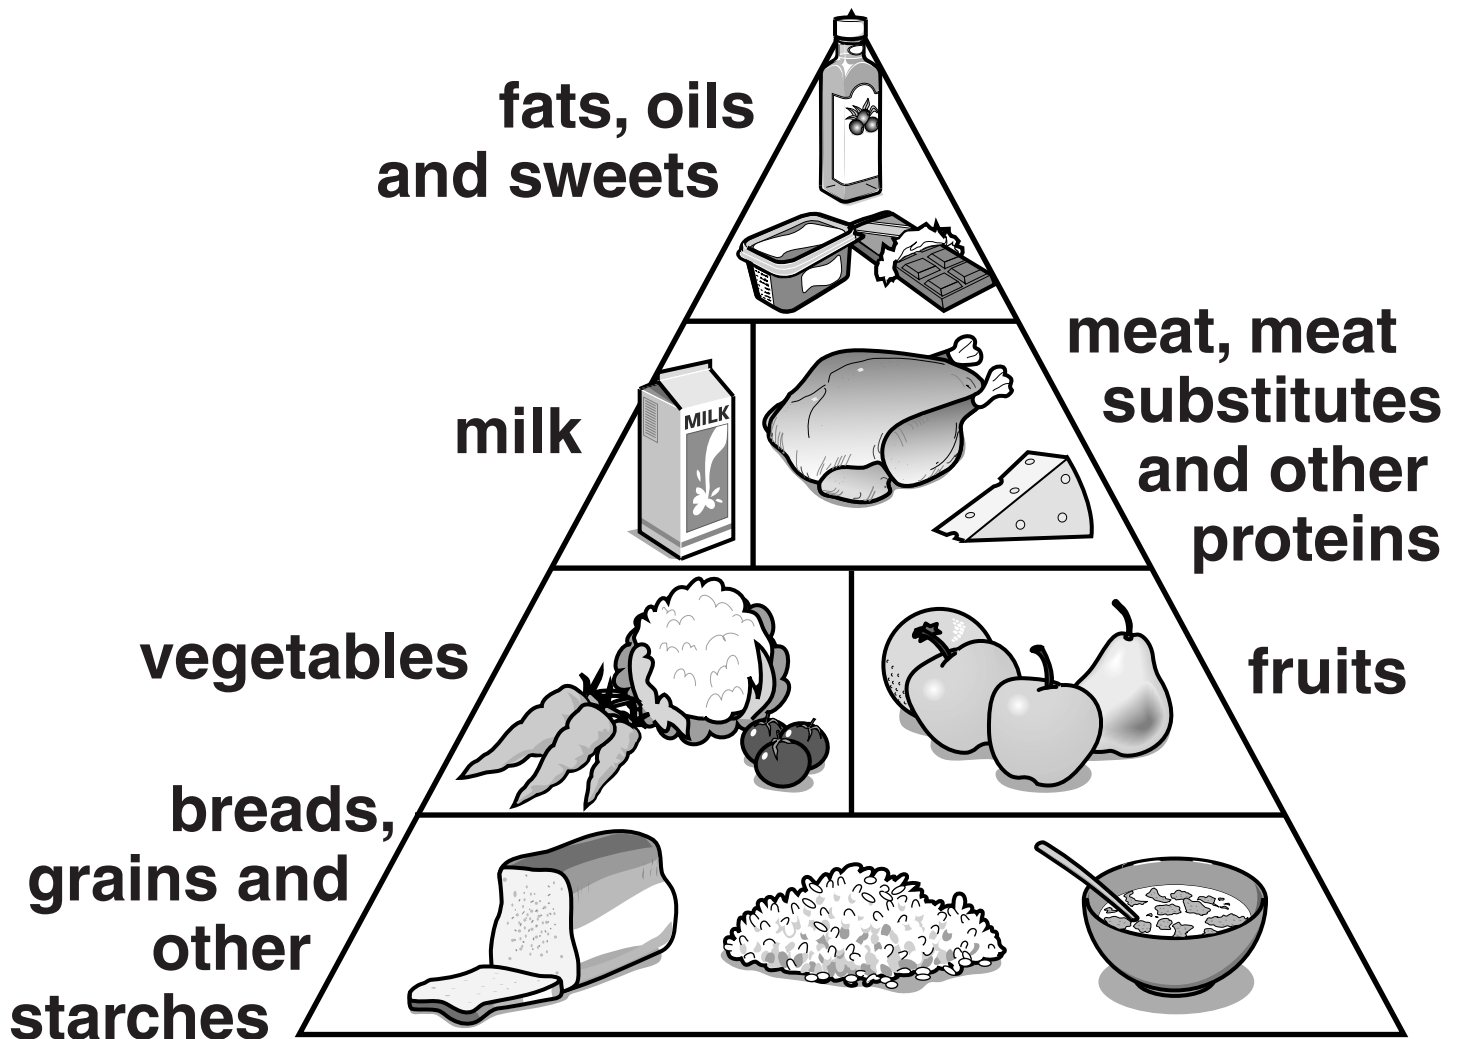 fats, oils
and sweets
meat, meat
substitutes
and other
proteins
milk
MILK
vegetables
fruits
breads,
grains and
other
starches